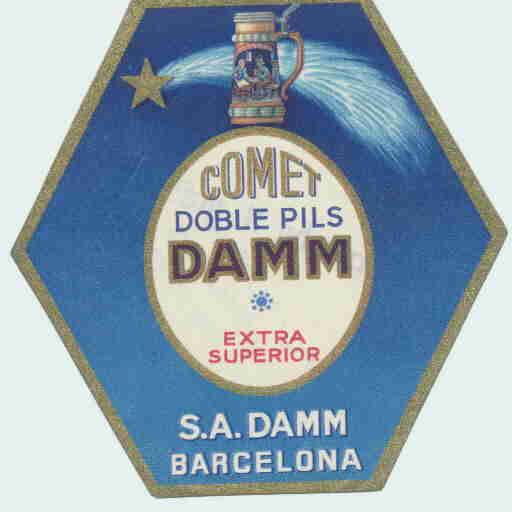 COMET
DOBLE PILS
DAMM
EXTRA
SUPERIOR
S.A. DAMM
BARCELONA